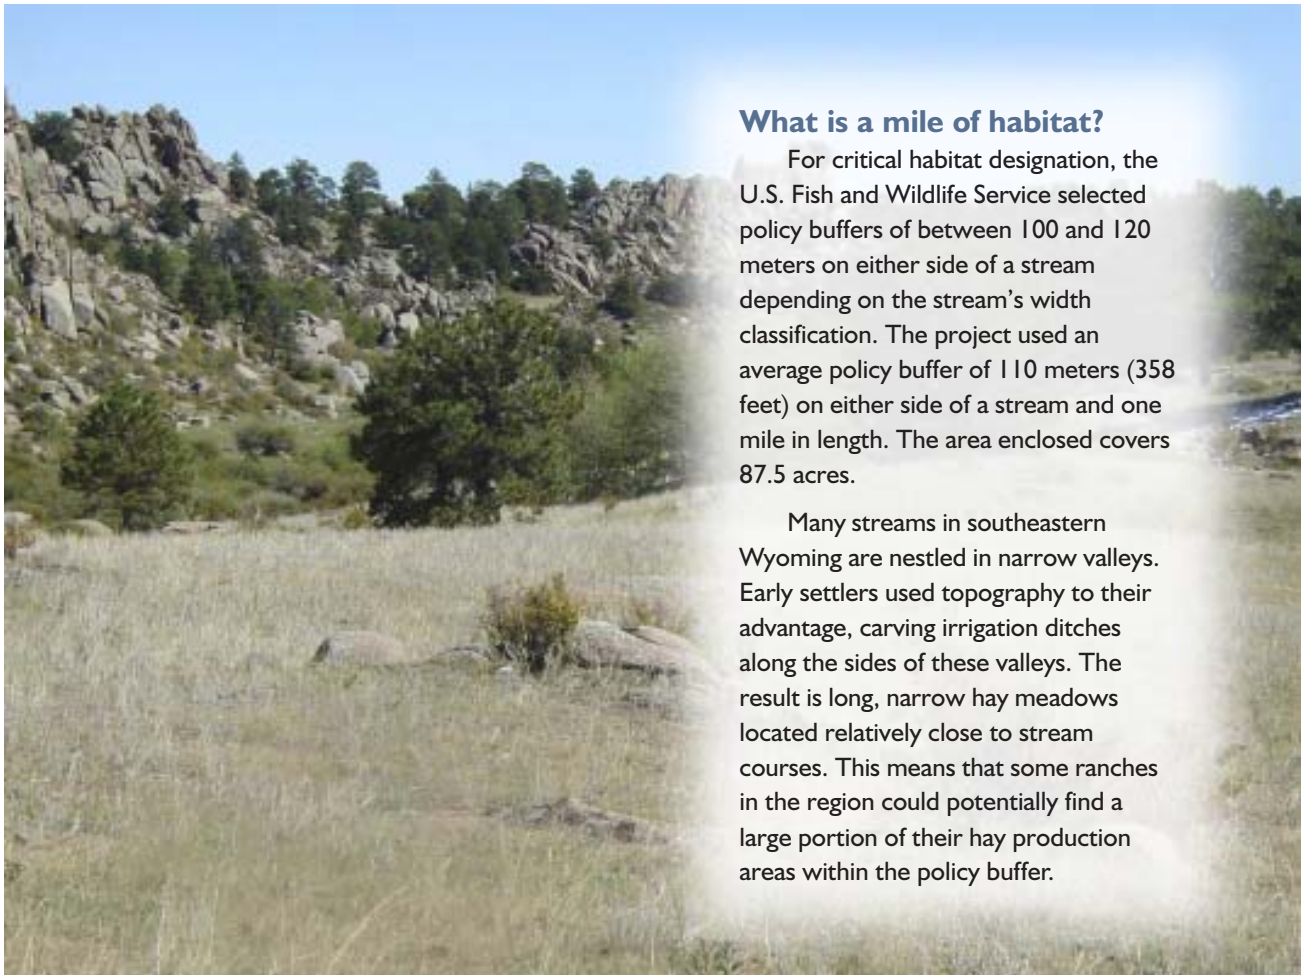 What is a mile of habitat?
For critical habitat designation, the
U.S. Fish and Wildlife Service selected
policy buffers of between 100 and 120
meters on either side of a stream
depending on the stream’s width
classification. The project used an
average policy buffer of 110 meters (358
feet) on either side of a stream and one
mile in length. The area enclosed covers
87.5 acres.
Many streams in southeastern
Wyoming are nestled in narrow valleys.
Early settlers used topography to their
advantage, carving irrigation ditches
along the sides of these valleys. The
result is long, narrow hay meadows
located relatively close to stream
courses. This means that some ranches
in the region could potentially find a
large portion of their hay production
areas within the policy buffer.